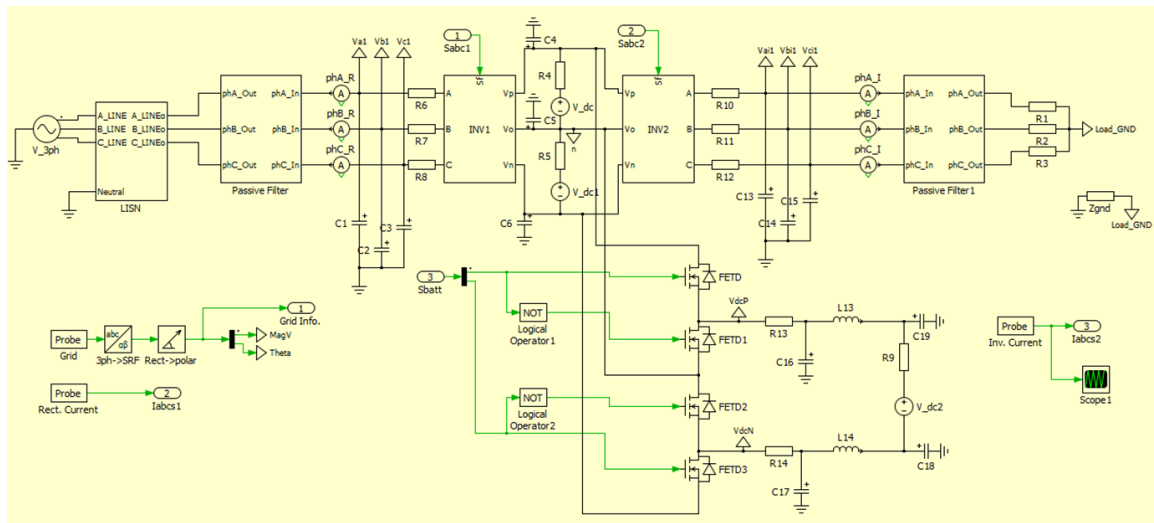 1
Sabc1
2
Sabc2
C4
Va1
Vb1
Vc1
R4
V_dc
C5
R5
V_dc1
n
C6
Vai1
Vbi1
Vci1
V_3ph
A_LINE
A_LINEo
B_LINE
B_LINEo
C_LINE
C_LINEo
Neutral
LISN
phA_Out
phA_In
phB_Out
phB_In
phC_Out
phC_In
Passive Filter
phA_R
A
phB_R
A
phC_R
A
R6
R7
R8
C1
C2
C3
SF
A
B
C
INV1
Vp
Vo
Vn
SF
Vp
Vo
Vn
INV2
A
B
C
R10
R11
R12
C13
C14
C15
phA_I
A
phB_I
A
phC_I
A
phA_In
phA_Out
phB_In
phB_Out
phC_In
phC_Out
Passive Filter1
R1
R2
R3
Load_GND
Zgnd
Load_GND
3
Sbatt
FETD
NOT
Logical
Operator1
FETD1
NOT
Logical
Operator2
FETD2
FETD3
VdcP
R13
L13
C16
C19
R9
V_dc2
VdcN
R14
L14
C17
C18
Probe
Grid
abc
αβ
3ph->SRF
Rect->polar
1
Grid Info.
MagV
Theta
Probe
Rect. Current
2
Iabcs1
Probe
Inv. Current
3
Iabcs2
Scope1